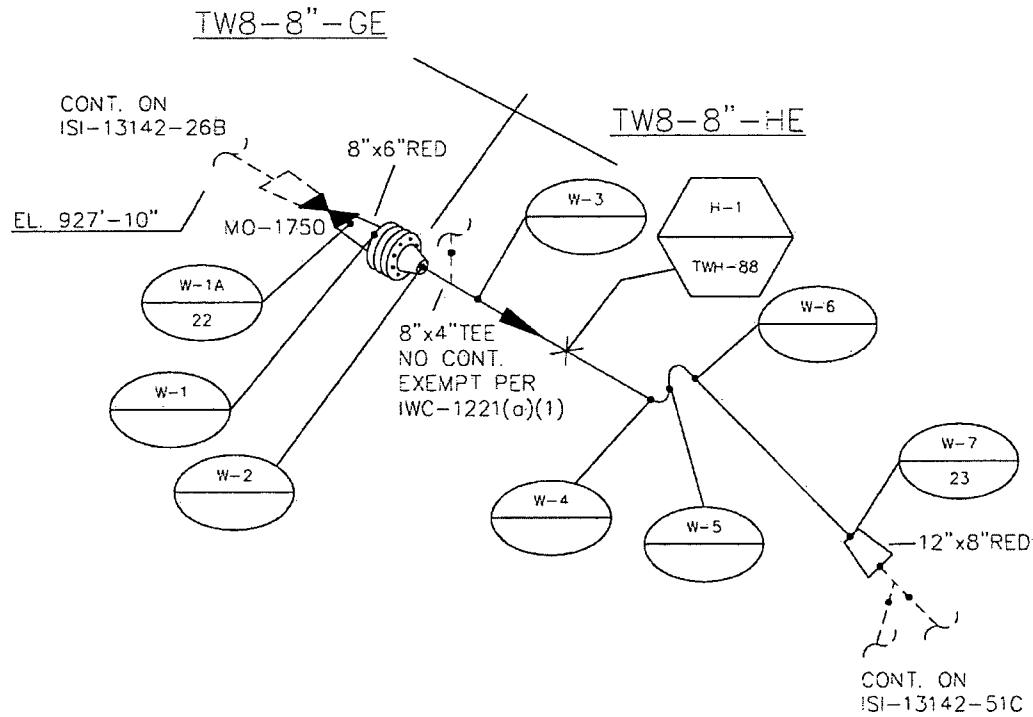 TW8-8"-GE
CONT. ON
ISI-13142-26B
TW8-8"-HE
8"x6"RED
EL. 927'-10"
MO-1750
W-3
H-1
TWH-88
W-1A
22
8"x4"TEE
NO CONT.
EXEMPT PER
IWC-1221(a)(1)
W-6
W-1
W-2
W-4
W-5
W-7
23
12"x8"RED
CONT. ON
ISI-13142-51C